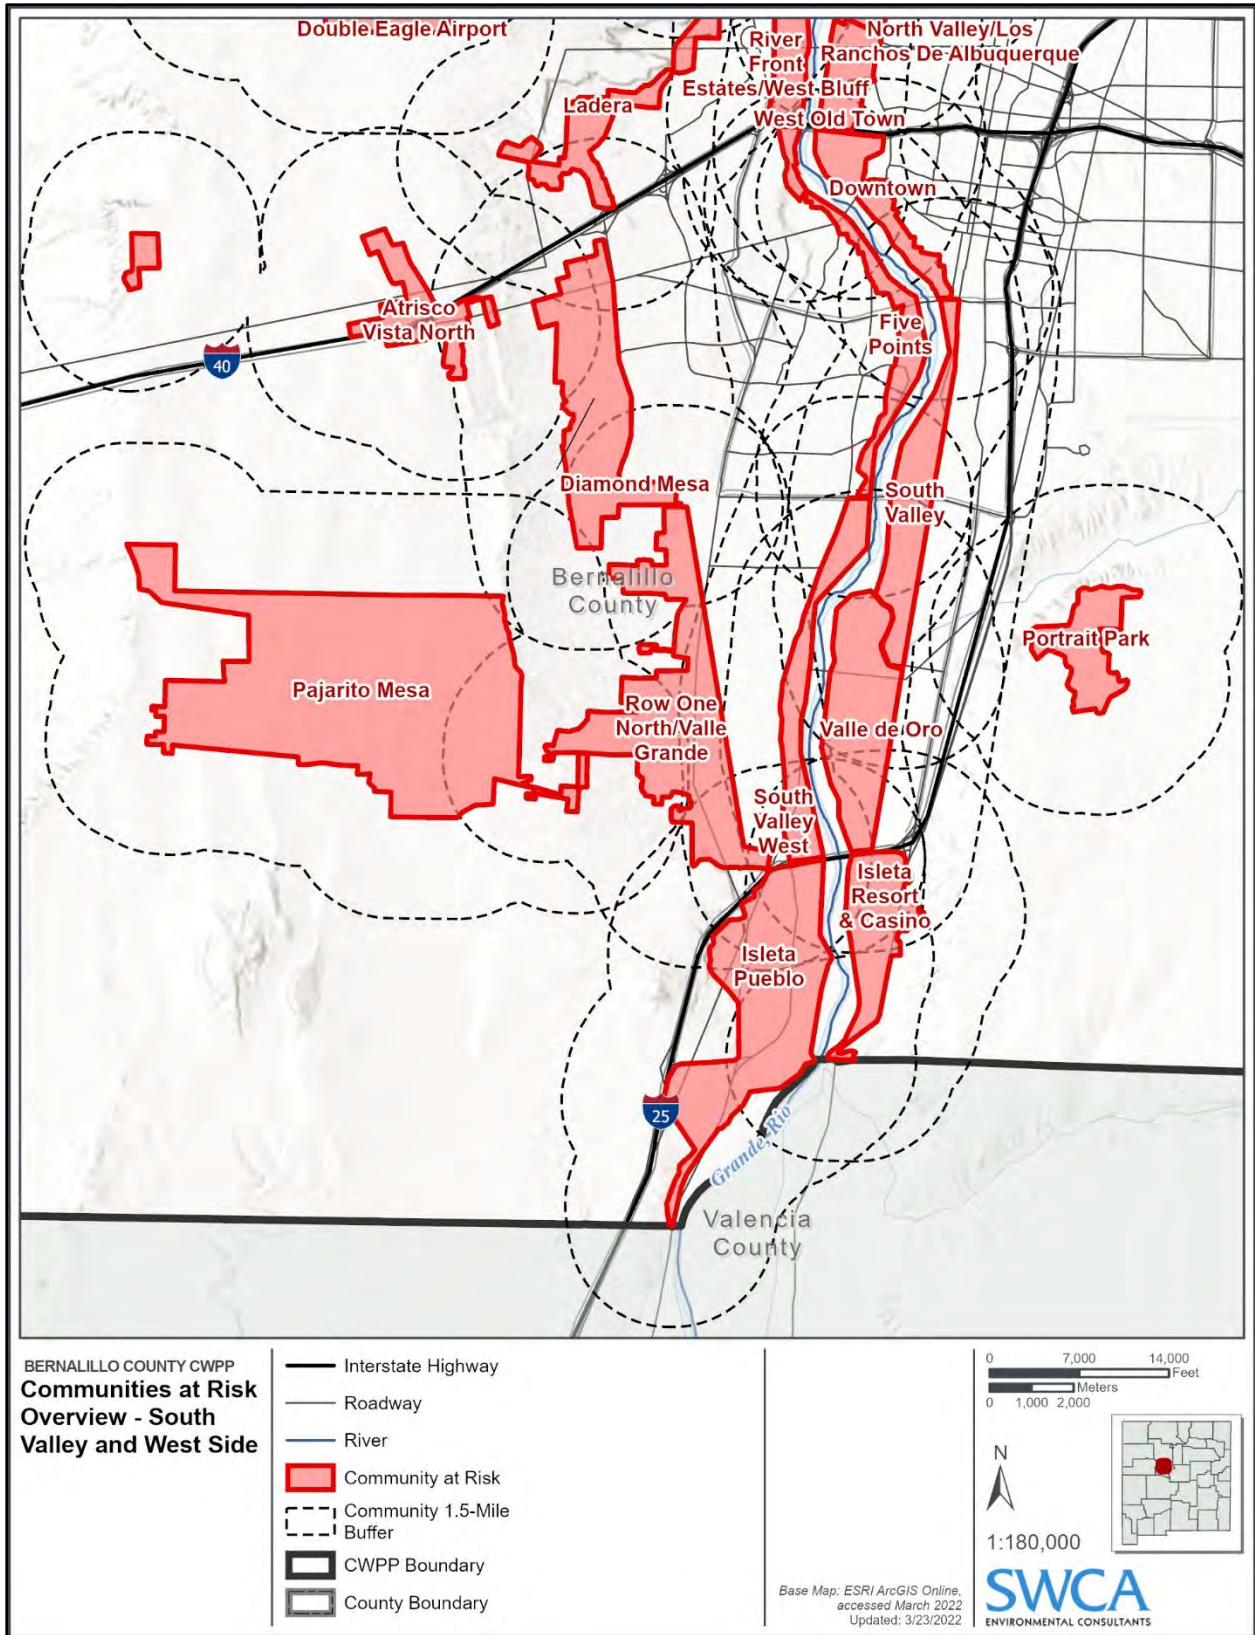 Double Eagle Airport
North Valley/Los
Ranchos De Albuquerque
River
Front
Estates/West Bluff
Ladera
West Old Town
Downtown
Atrisco
Vista North
Five
Points
40
Diamond Mesa
South
Valley
Bernalillo
County
Portrait Park
Pajarito Mesa
Row One
North/Valle
Grande
Valle de Oro
South
Valley
West
Isleta
Resort
& Casino
Isleta
Pueblo
25
Grande, Rio
Valencia
County
BERNALILLO COUNTY CWPP
Communities at Risk
Overview - South
Valley and West Side
Interstate Highway
Roadway
River
Community at Risk
Community 1.5-Mile
Buffer
CWPP Boundary
County Boundary
Base Map: ESRI ArcGIS Online,
accessed March 2022
Updated: 3/23/2022
0 7,000 14,000
Feet
Meters
0 1,000 2,000
N
1:180,000
SWCA
ENVIRONMENTAL CONSULTANTS